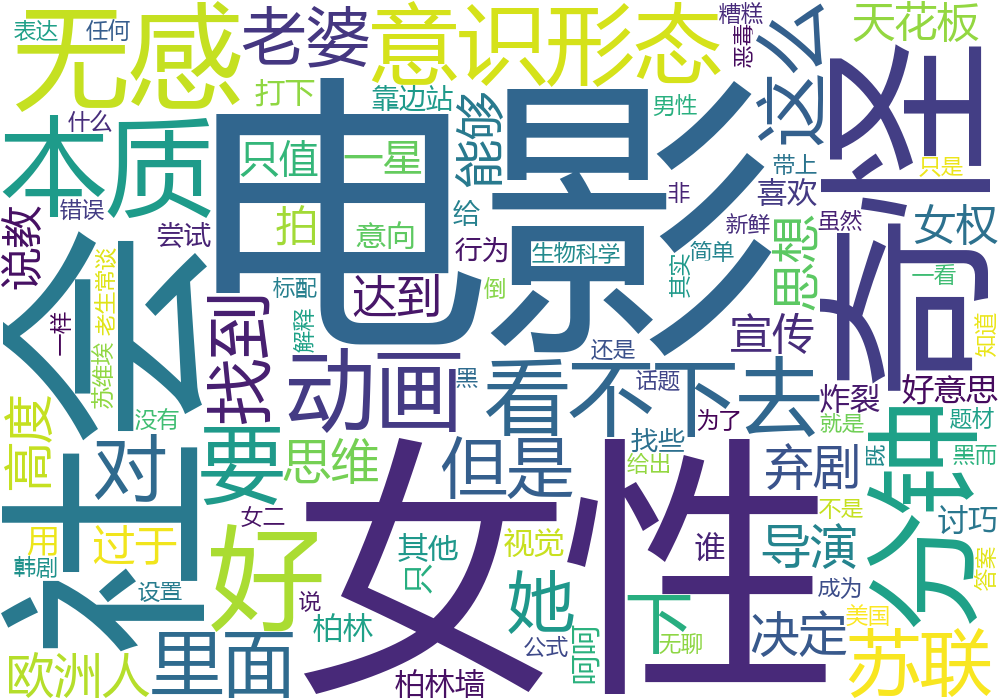 表达
任何
无感
老婆
意识形态
糟糕
恶毒
这么
天花板
奇怪
什么
打下
靠边站
能够
男性
本质
电影
只值
一星
带上
喜欢
只是
错误
尝试
拍
意向
给
行为
非
新鲜
虽然
女权
说教
生物科学
其实
简单
思想
一看
社会
老生常谈
一样
标配
达到
倒
宣传
知道
找到
解释
还是
苏维埃
动画
黑
看不下去
话题
炸裂
好意思
高度
没有
为了
就是
题材
对
要
思维
但是
找些
给出
弃剧
既
黑而
分钟
女二
女性
不是
用
过于
好
其他
只
视觉
谁
导演
讨巧
韩剧
设置
说
她
下
成为
答案
柏林
公式
呵呵
无聊
决定
美国
欧洲人
里面
柏林墙
苏联